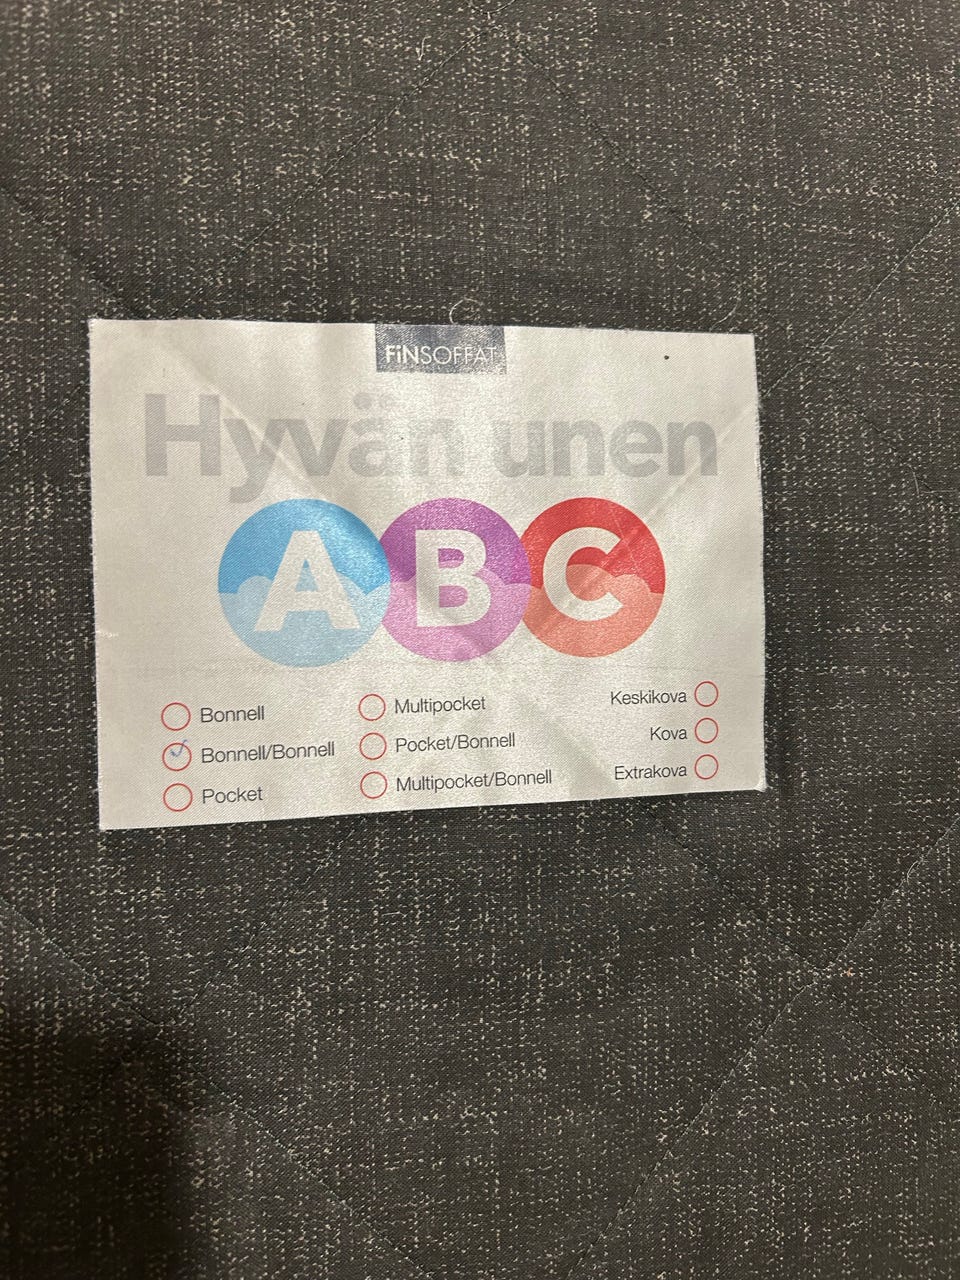 FiNSOFFAT
Hyvän unen
ABC
Bonnell
Bonnell/Bonnell
Pocket
Multipocket
Pocket/Bonnell
Multipocket/Bonnell
Keskikova
Kova
Extrakova